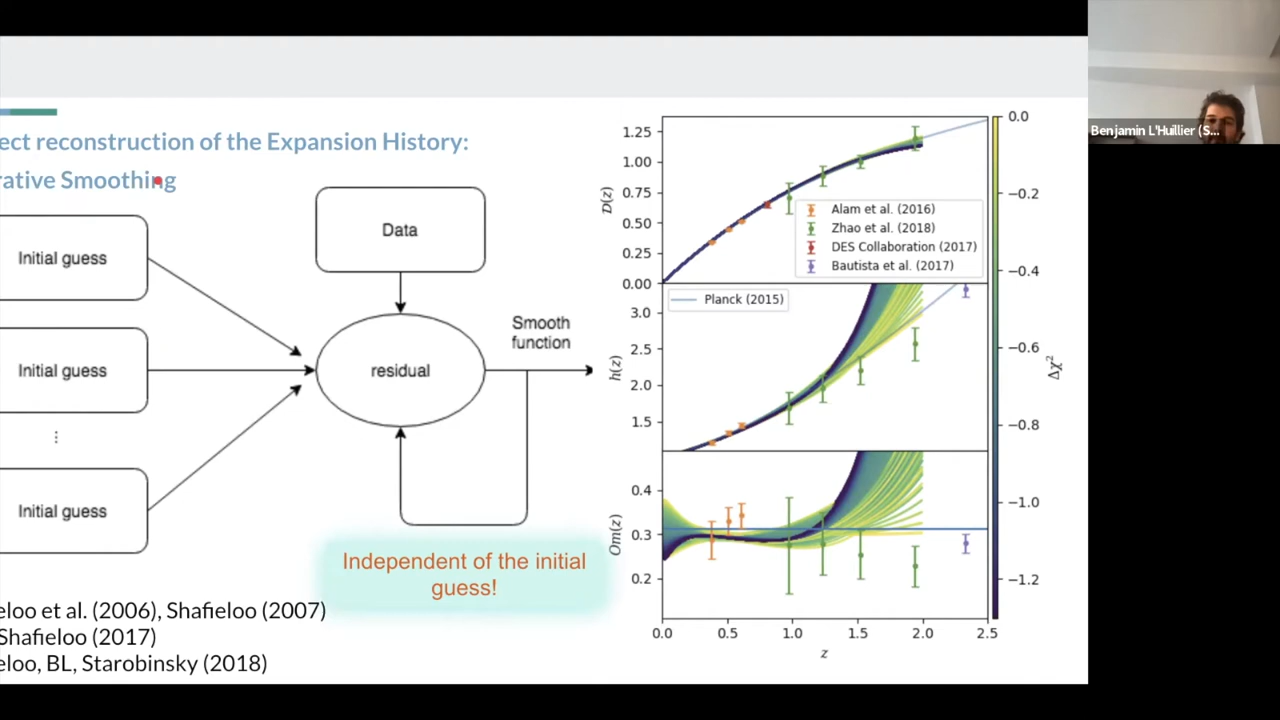 ect reconstruction of the Expansion History:
rative Smoothing
Initial guess
Initial guess
⋮
Initial guess
Data
residual
Smooth
function
Independent of the initial
guess!
eloo et al. (2006), Shafieloo (2007)
Shafieloo (2017)
eloo, BL, Starobinsky (2018)
D(z)
1.25
1.00
0.75
0.50
0.25
0.00
Alam et al. (2016)
Zhao et al. (2018)
DES Collaboration (2017)
Bautista et al. (2017)
h(z)
3.0
2.5
2.0
1.5
Planck (2015)
Om(z)
0.4
0.3
0.2
0.0 0.5 1.0 1.5 2.0 2.5
z
0.0
−0.2
−0.4
−0.6
−0.8
−1.0
−1.2
Δχ²
Benjamin L'Huillier (S...